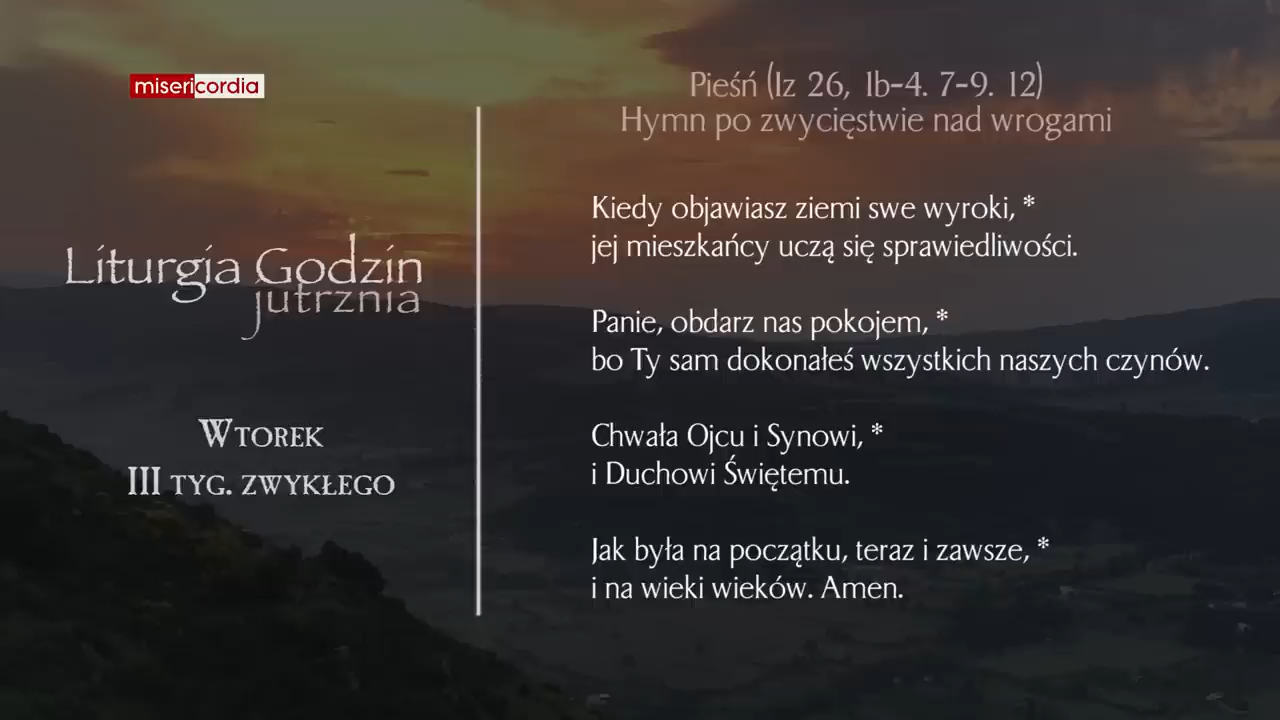 misericordia
Liturgia Godzin
jutrznia
Wtorek
III tyg. zwykłego
Pieśń (Iz 26, 1b-4. 7-9. 12)
Hymn po zwycięstwie nad wrogami
Kiedy objawiasz ziemi swe wyroki, *
jej mieszkańcy uczą się sprawiedliwości.
Panie, obdarz nas pokojem, *
bo Ty sam dokonałeś wszystkich naszych czynów.
Chwała Ojcu i Synowi, *
i Duchowi Świętemu.
Jak była na początku, teraz i zawsze, *
i na wieki wieków. Amen.